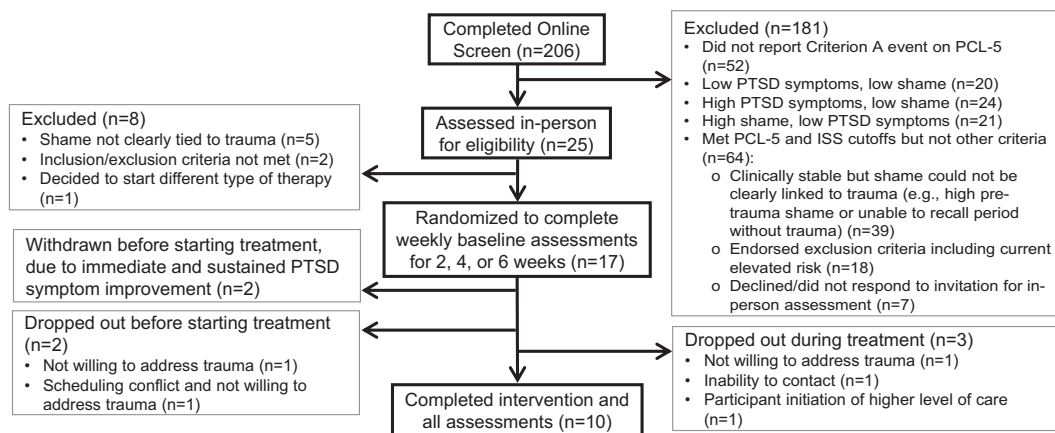 Completed Online
Screen (n=206)
Excluded (n=181)
• Did not report Criterion A event on PCL-5
(n=52)
• Low PTSD symptoms, low shame (n=20)
• High PTSD symptoms, low shame (n=24)
• High shame, low PTSD symptoms (n=21)
• Met PCL-5 and ISS cutoffs but not other criteria
(n=64):
o Clinically stable but shame could not be
clearly linked to trauma (e.g., high pre-
trauma shame or unable to recall period
without trauma) (n=39)
o Endorsed exclusion criteria including current
elevated risk (n=18)
o Declined/did not respond to invitation for in-
person assessment (n=7)
Assessed in-person
for eligibility (n=25)
Excluded (n=8)
• Shame not clearly tied to trauma (n=5)
• Inclusion/exclusion criteria not met (n=2)
• Decided to start different type of therapy
(n=1)
Randomized to complete
weekly baseline assessments
for 2, 4, or 6 weeks (n=17)
Withdrawn before starting treatment,
due to immediate and sustained PTSD
symptom improvement (n=2)
Dropped out before starting treatment
(n=2)
• Not willing to address trauma (n=1)
• Scheduling conflict and not willing to
address trauma (n=1)
Dropped out during treatment (n=3)
• Not willing to address trauma (n=1)
• Inability to contact (n=1)
• Participant initiation of higher level of care
(n=1)
Completed intervention and
all assessments (n=10)